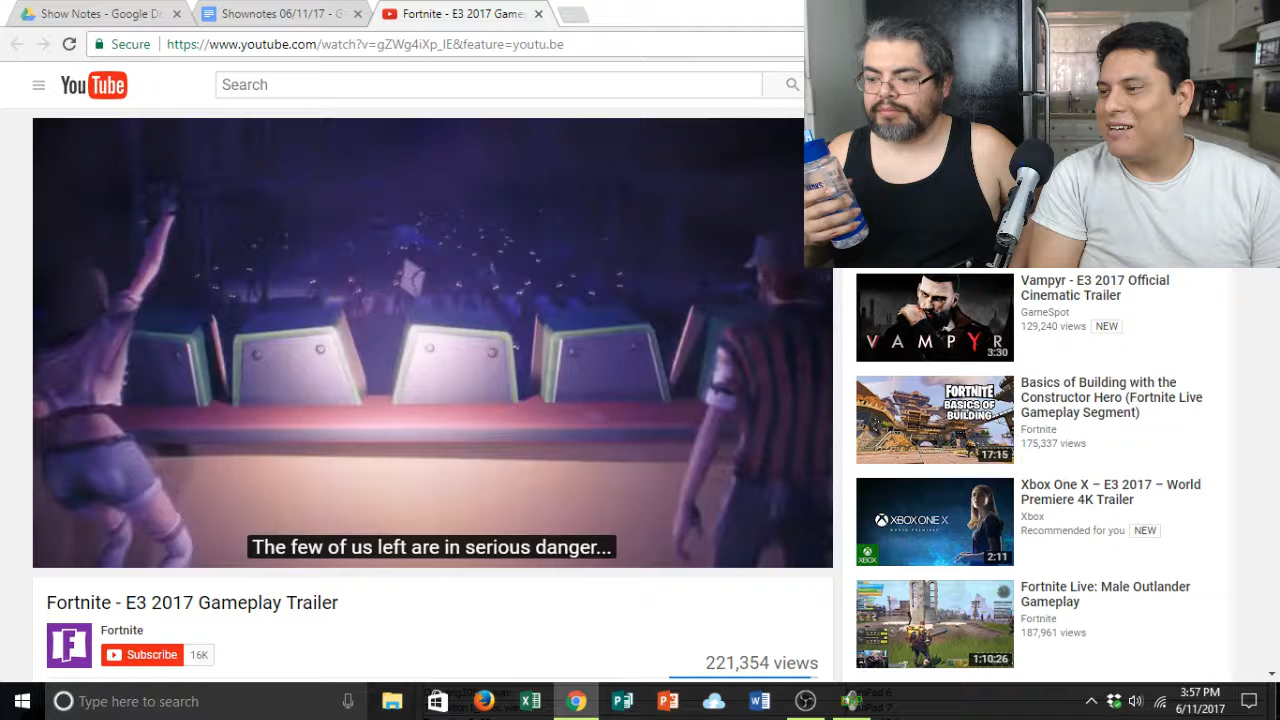 Show Notes - Google Dri
Shownotes 06/11/17 - G
Fortnite - E3 2017 Game
Secure
https://www.youtube.com/watch?v=gZWg4iXp_IE&feature=youtu.be
YouTube
Search
The few of us left are in serious danger...
Fortnite - E3 2017 Gameplay Trailer
Fortnite
Subscribe 16K
221,354 views
VAMPYR
3:30
Vampyr - E3 2017 Official
Cinematic Trailer
GameSpot
129,240 views NEW
FORTNITE
BASICS OF
BUILDING
17:15
Basics of Building with the
Constructor Hero (Fortnite Live
Gameplay Segment)
Fortnite
175,337 views
XBOX ONE X
XBOX
2:11
Xbox One X – E3 2017 – World
Premiere 4K Trailer
Xbox
Recommended for you NEW
1:10:26
Fortnite Live: Male Outlander
Gameplay
Fortnite
187,961 views
Type here to search
3:57 PM
6/11/2017